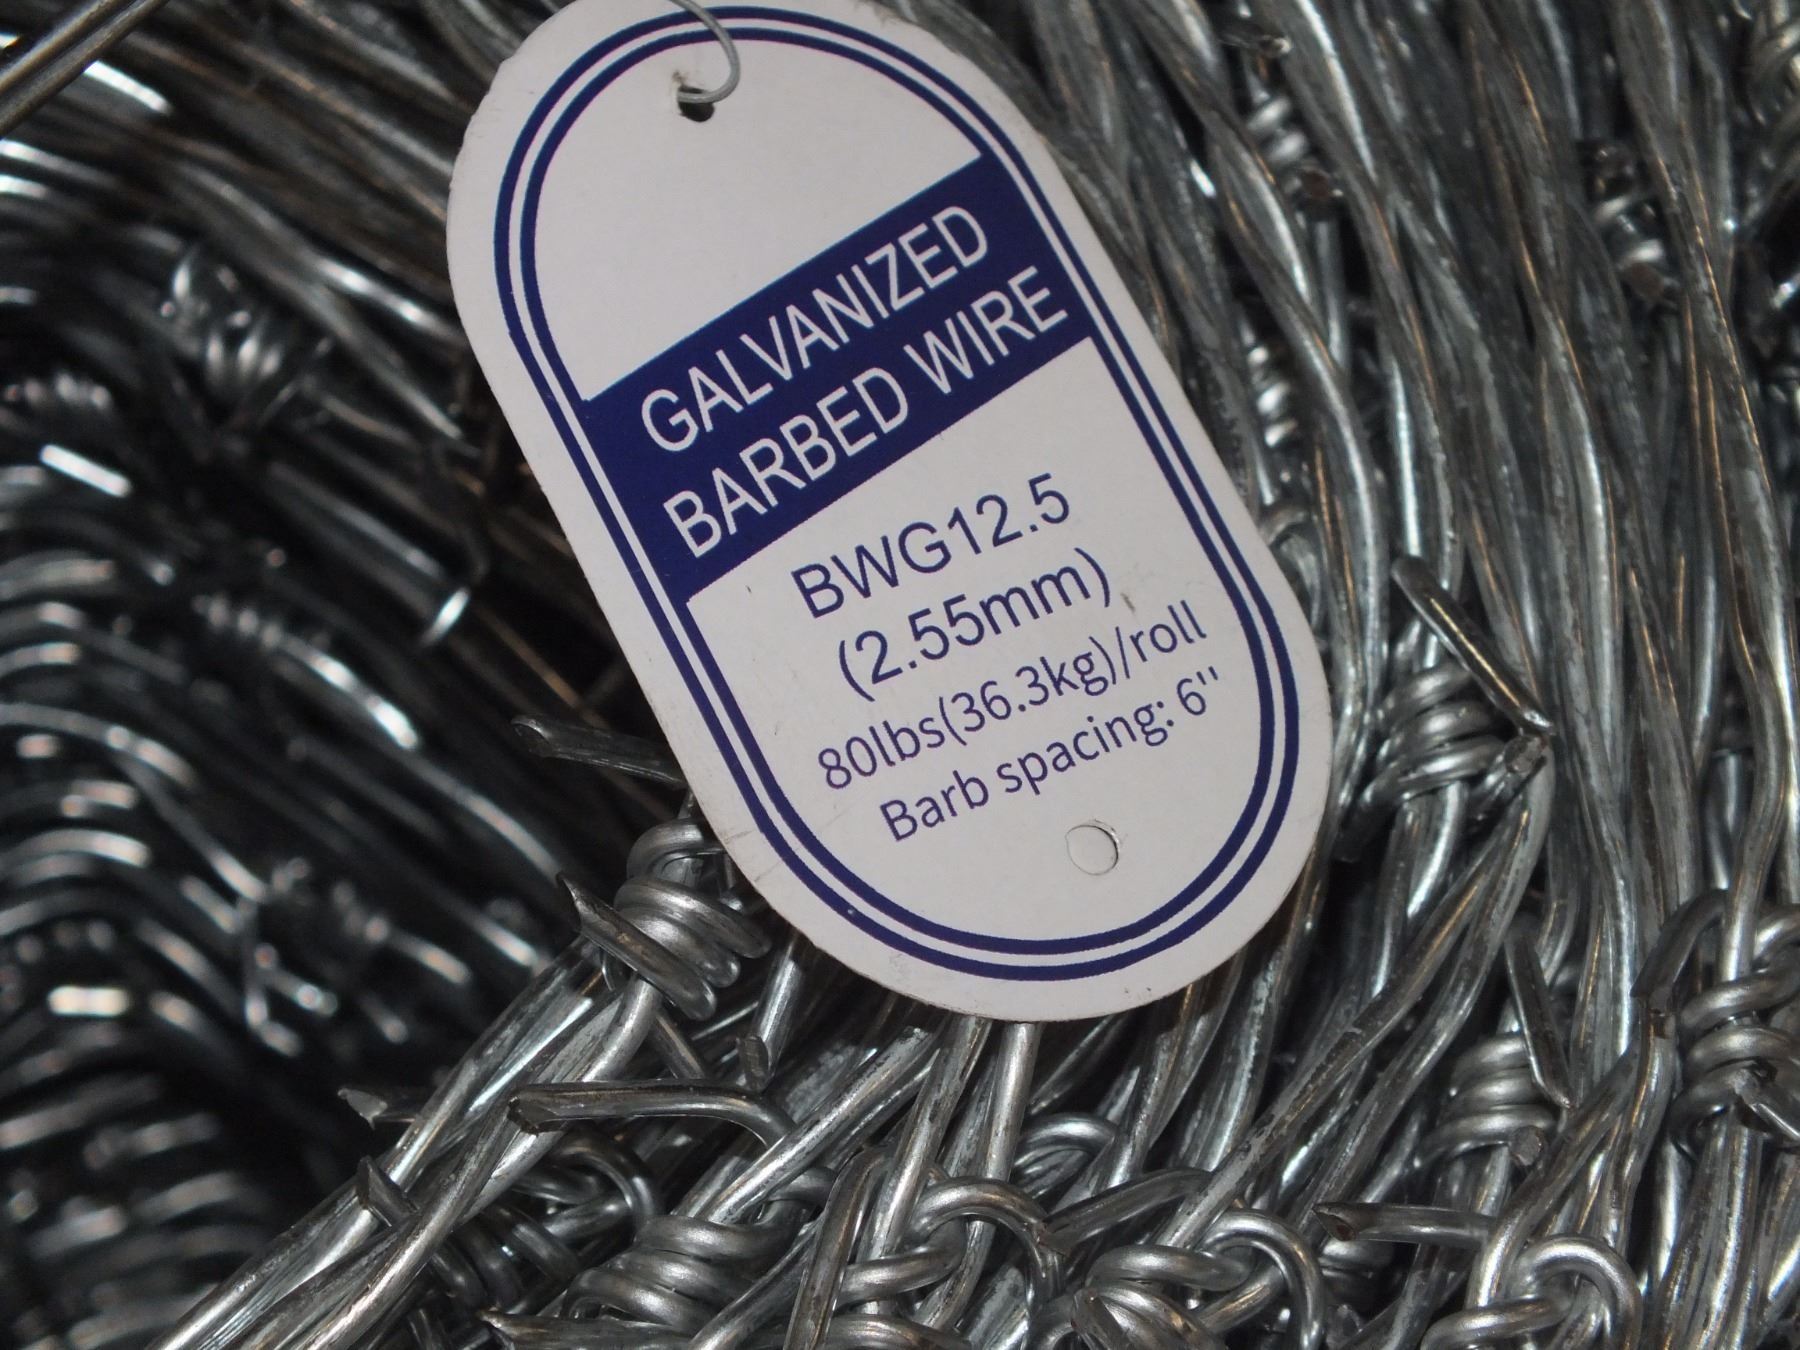 GALVANIZED
BARBED WIRE
BWG12.5
(2.55mm)
80lbs(36.3kg)/roll
Barb spacing: 6"